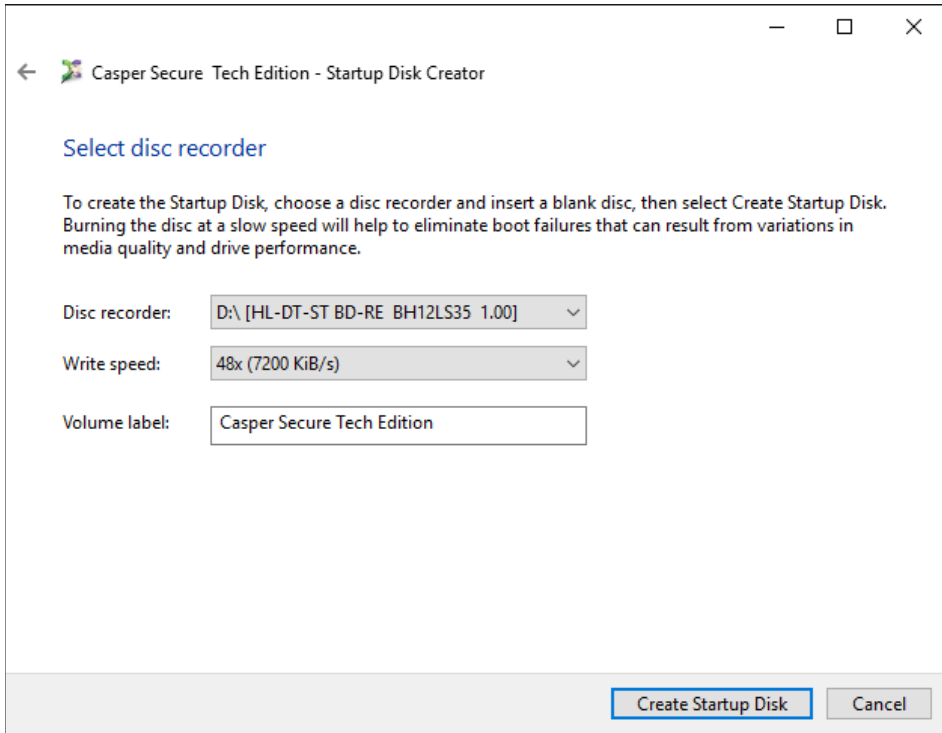 Casper Secure  Tech Edition - Startup Disk Creator
Select disc recorder
To create the Startup Disk, choose a disc recorder and insert a blank disc, then select Create Startup Disk.
Burning the disc at a slow speed will help to eliminate boot failures that can result from variations in
media quality and drive performance.
Disc recorder: D:\ [HL-DT-ST BD-RE  BH12LS35  1.00]
Write speed: 48x (7200 KiB/s)
Volume label: Casper Secure Tech Edition
Create Startup Disk Cancel